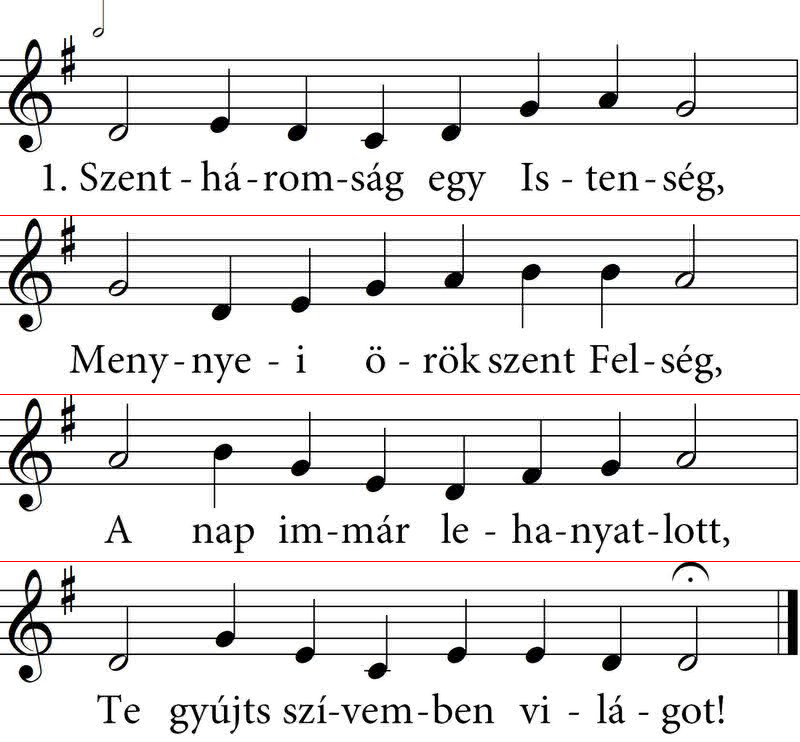 1. Szent - há - rom - ság egy Is - ten - ség,
Meny - nye - i ö - rök szent Fel - ség,
A nap im - már le - ha - nyat - lott,
Te gyújts szí - vem - ben vi - lá - got!